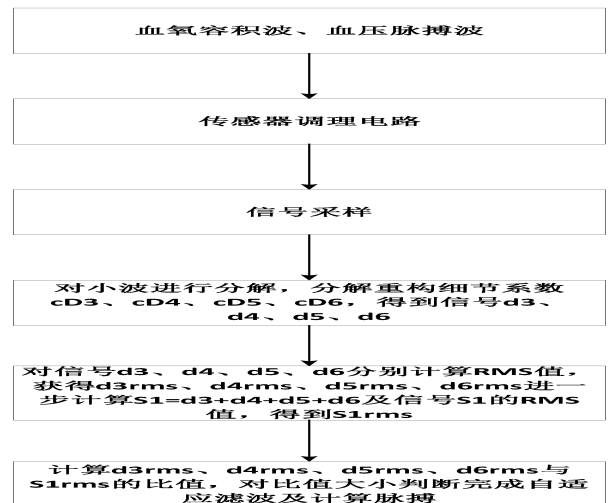 血氧容积波、血压脉搏波
传感器调理电路
信号采样
对小波进行分解，分解重构细节系数
cD3、cD4、cD5、cD6，得到信号d3、
d4、d5、d6
对信号d3、d4、d5、d6分别计算RMS值，
获得d3rms、d4rms、d5rms、d6rms进一
步计算S1=d3+d4+d5+d6及信号S1的RMS
值，得到S1rms
计算d3rms、d4rms、d5rms、d6rms与
S1rms的比值，对比值大小判断完成自适
应滤波及计算脉搏